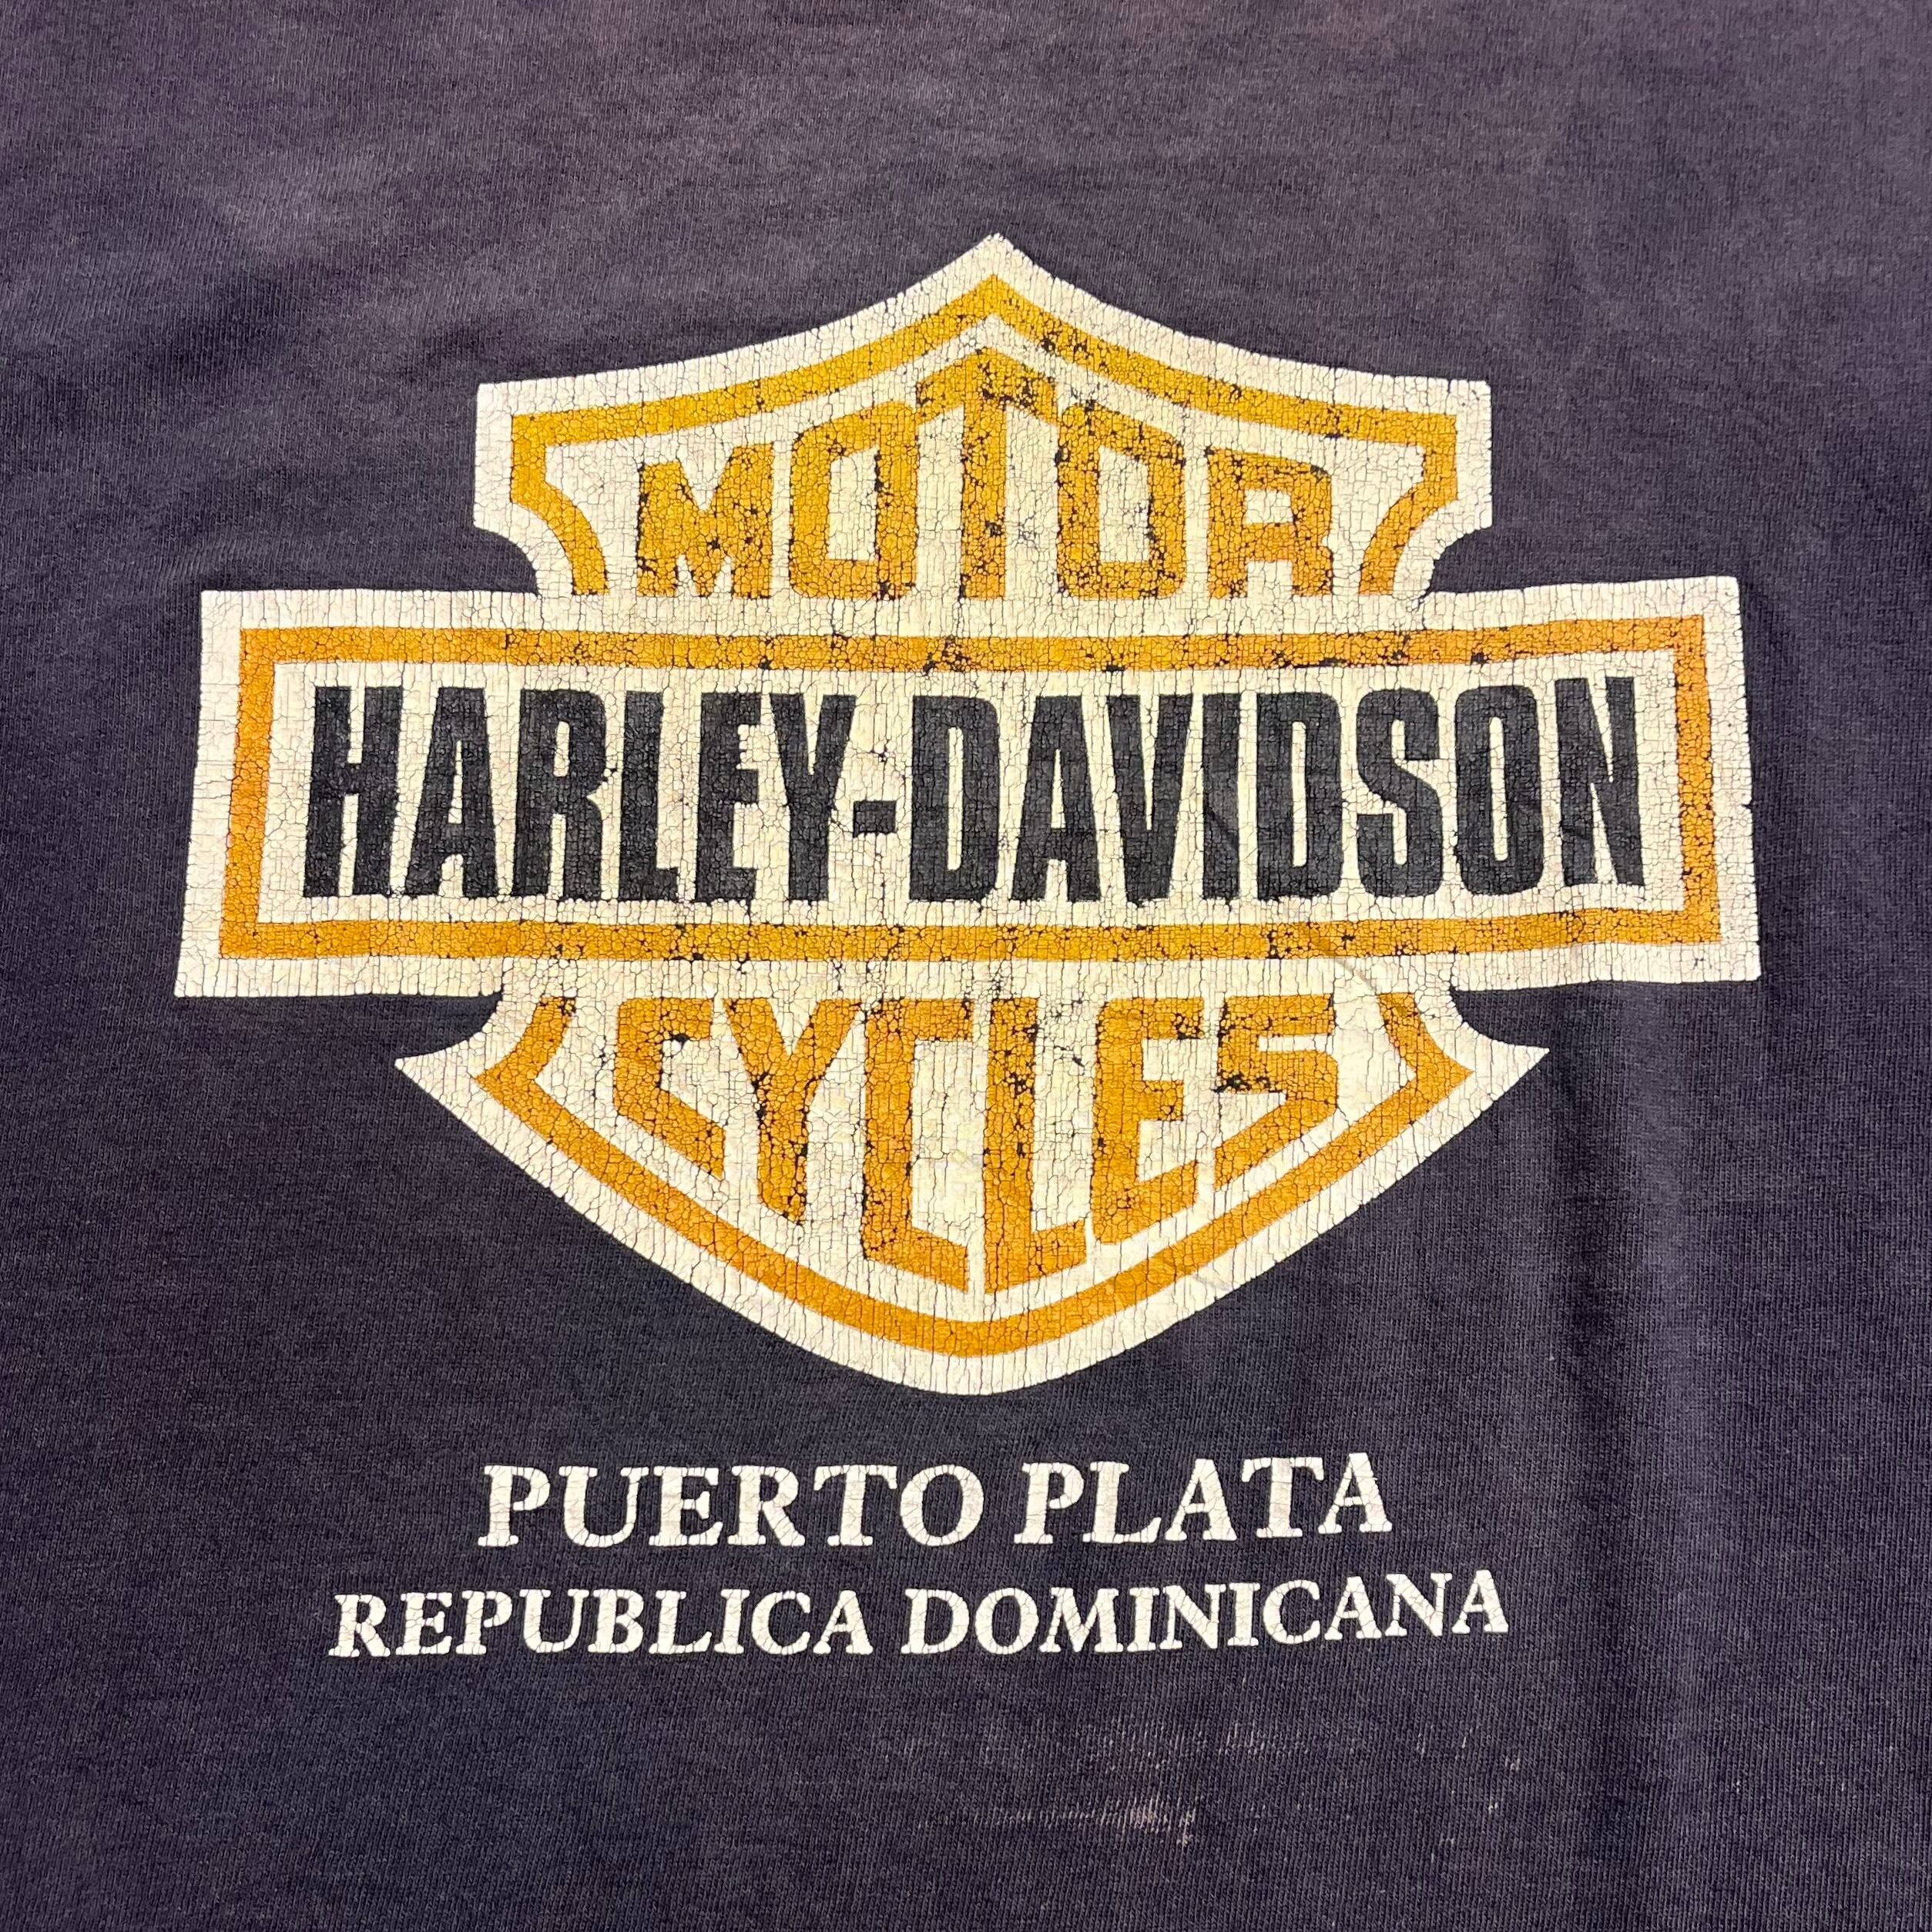 MOTOR
HARLEY-DAVIDSON
CYCLES
PUERTO PLATA
REPUBLICA DOMINICANA